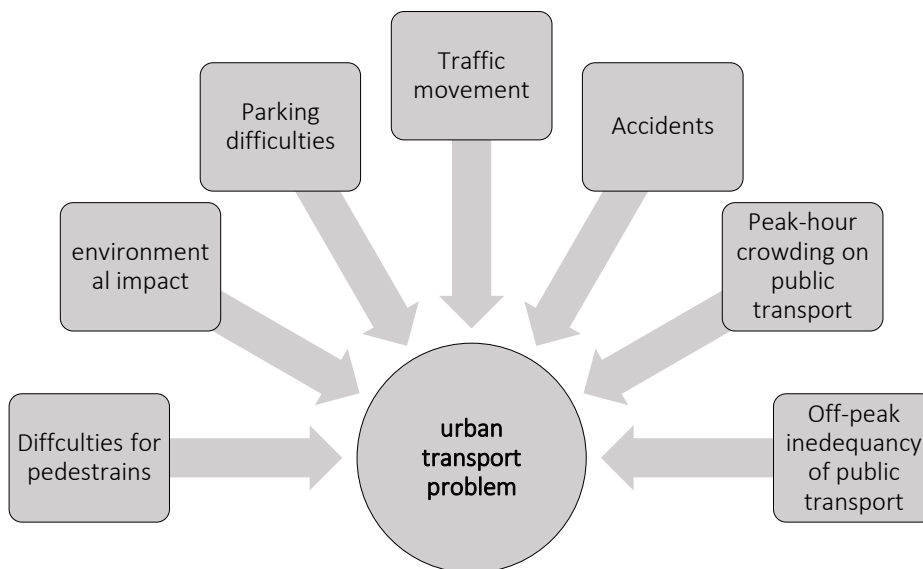 Traffic
movement
Parking
difficulties
Accidents
environment
al impact
Peak-hour
crowding on
public
transport
Diffculties for
pedestrains
urban
transport
problem
Off-peak
inedequancy
of public
transport